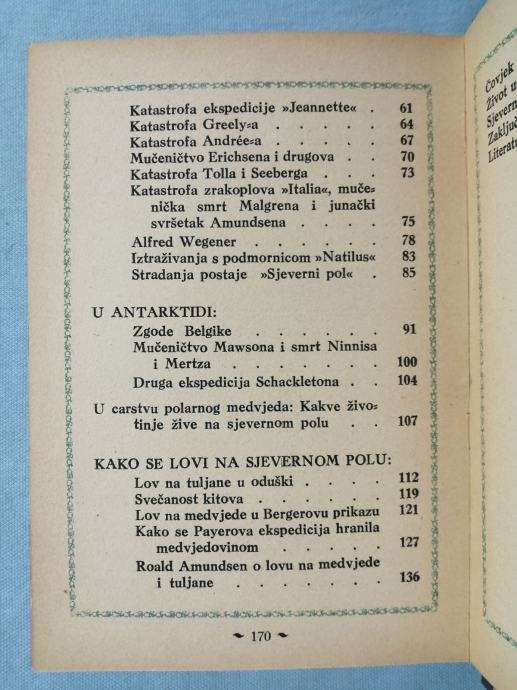 Katastrofa ekspedicije »Jeannette« . 61
Katastrofa Greely=a . . . . . 64
Katastrofa Andrée=a . . . . . 67
Mučeničtvo Erichsena i drugova . . 70
Katastrofa Tolla i Seeberga . . . 73
Katastrofa zrakoplova »Italia«, muče=
nička smrt Malgrena i junački
svršetak Amundsena . . . . 75
Alfred Wegener . . . . . . 78
Iztraživanja s podmornicom »Natilus« 83
Stradanja postaje »Sjeverni pol« . 85
U ANTARKTIDI:
Zgode Belgike . . . . . . 91
Mučeničtvo Mawsona i smrt Ninnisa
i Mertza . . . . . . . 100
Druga ekspedicija Schackletona . . 104
U carstvu polarnog medvjeda: Kakve živo=
tinje žive na sjevernom polu . . 107
KAKO SE LOVI NA SJEVERNOM POLU:
Lov na tuljane u oduški . . . . 112
Svečanost kitova . . . . . . 119
Lov na medvjede u Bergerovu prikazu 121
Kako se Payerova ekspedicija hranila
medvjedovinom . . . . . 127
Roald Amundsen o lovu na medvjede
i tuljane . . . . . . . 136
~ 170 ~
Čovjek
Život u
Sjevern
Zaključ
Literatu